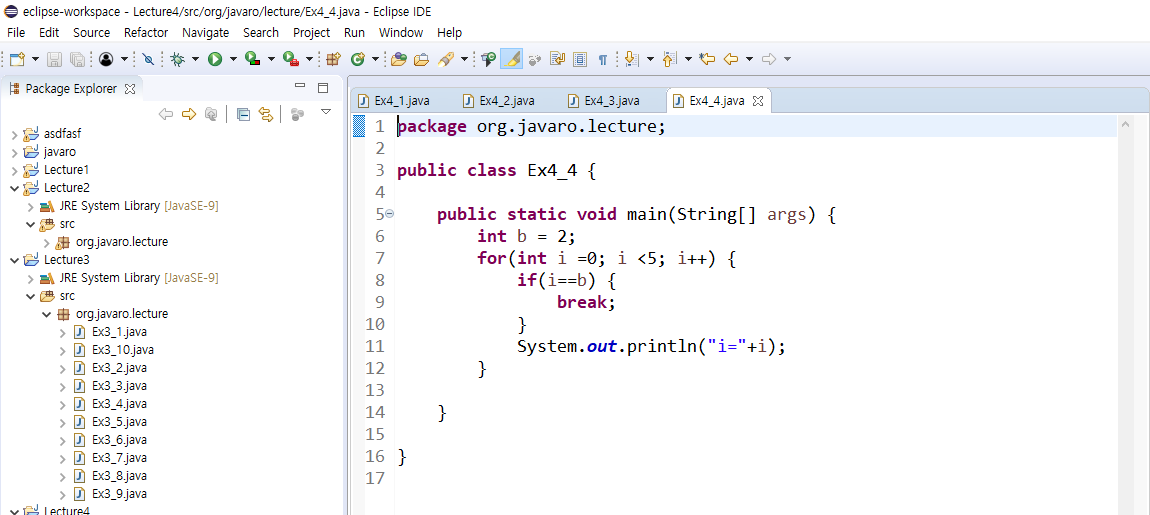 eclipse-workspace - Lecture4/src/org/javaro/lecture/Ex4_4.java - Eclipse IDE
File Edit Source Refactor Navigate Search Project Run Window Help
Package Explorer
asdfasf
javaro
Lecture1
Lecture2
JRE System Library [JavaSE-9]
src
org.javaro.lecture
Lecture3
JRE System Library [JavaSE-9]
src
org.javaro.lecture
Ex3_1.java
Ex3_10.java
Ex3_2.java
Ex3_3.java
Ex3_4.java
Ex3_5.java
Ex3_6.java
Ex3_7.java
Ex3_8.java
Ex3_9.java
Lecture4
Ex4_1.java Ex4_2.java Ex4_3.java Ex4_4.java
1 package org.javaro.lecture;
2
3 public class Ex4_4 {
4
5 public static void main(String[] args) {
6 int b = 2;
7 for(int i =0; i <5; i++) {
8 if(i==b) {
9 break;
10 }
11 System.out.println("i="+i);
12 }
13
14 }
15
16 }
17